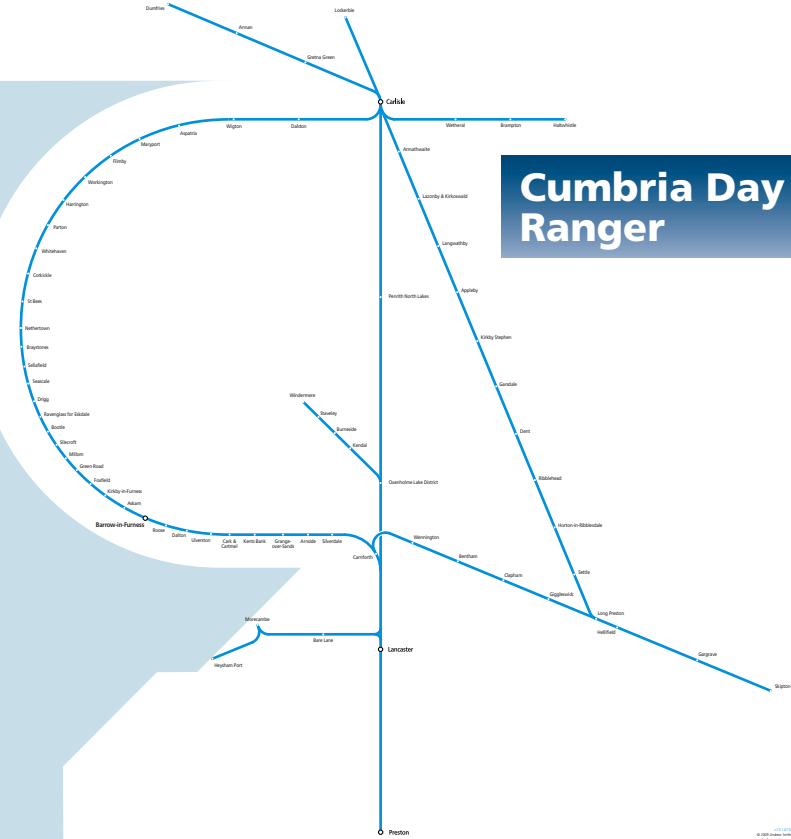 Dumfries
Lockerbie
Annan
Gretna Green
Carlisle
Wigton
Dalston
Wetheral
Brampton
Haltwhistle
Aspatria
Maryport
Flimby
Workington
Harrington
Parton
Whitehaven
Corkickle
St Bees
Nethertown
Braystones
Sellafield
Seascale
Drigg
Ravenglass for Eskdale
Bootle
Silecroft
Millom
Green Road
Foxfield
Kirkby-in-Furness
Askam
Barrow-in-Furness
Roose
Dalton
Ulverston
Cark &
Cartmel
Kents Bank
Grange-
over-Sands
Arnside
Silverdale
Carnforth
Armathwaite
Lazonby & Kirkoswald
Langwathby
Appleby
Kirkby Stephen
Garsdale
Dent
Ribblehead
Horton-in-Ribblesdale
Settle
Cumbria Day
Ranger
Penrith North Lakes
Windermere
Staveley
Burneside
Kendal
Oxenholme Lake District
Wennington
Bentham
Clapham
Giggleswick
Long Preston
Hellifield
Gargrave
Skipton
Morecambe
Bare Lane
Heysham Port
Lancaster
Preston
© 2009 Andrew Smith